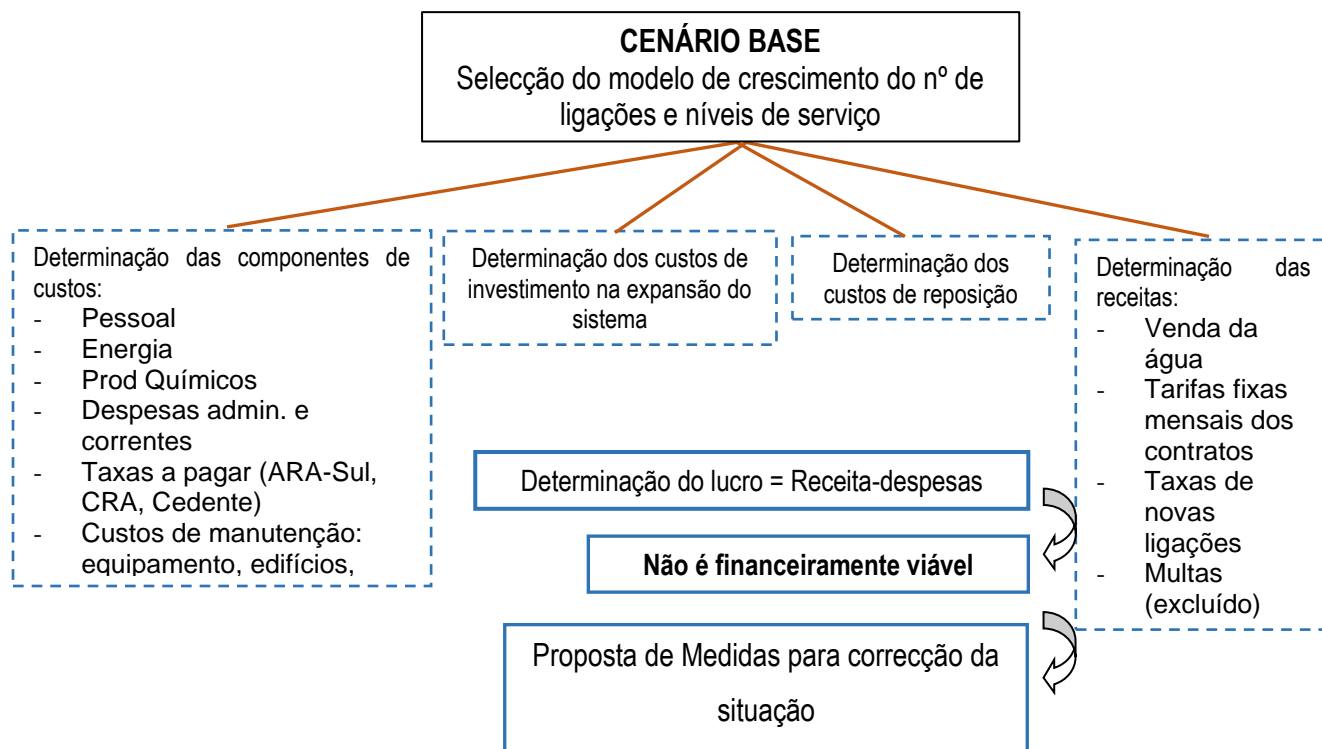 CENÁRIO BASE
Selecção do modelo de crescimento do nº de
ligações e níveis de serviço
Determinação das componentes de
custos:
- Pessoal
- Energia
- Prod Químicos
- Despesas admin. e
correntes
- Taxas a pagar (ARA-Sul,
CRA, Cedente)
- Custos de manutenção:
equipamento, edifícios,
Determinação dos custos de
investimento na expansão do
sistema
Determinação dos
custos de reposição
Determinação das
receitas:
- Venda da
água
- Tarifas fixas
mensais dos
contratos
- Taxas de
novas
ligações
- Multas
(excluído)
Determinação do lucro = Receita-despesas
Não é financeiramente viável
Proposta de Medidas para correcção da
situação